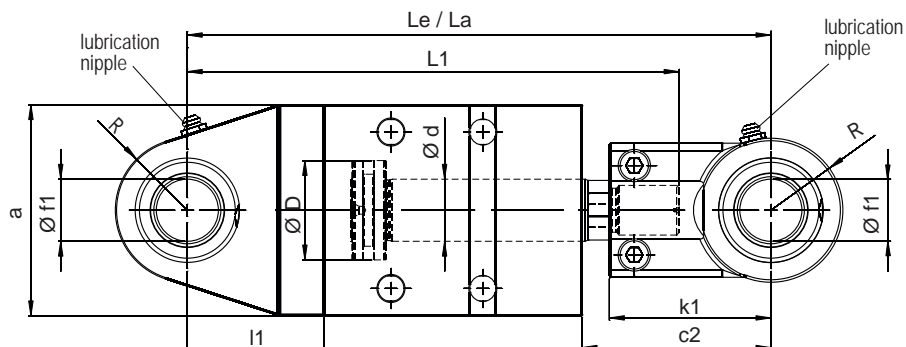 Le / La
lubrication
nipple
lubrication
nipple
L1
R
R
Ø d
a
Ø f1
Ø D
Ø f1
k1
l1
c2